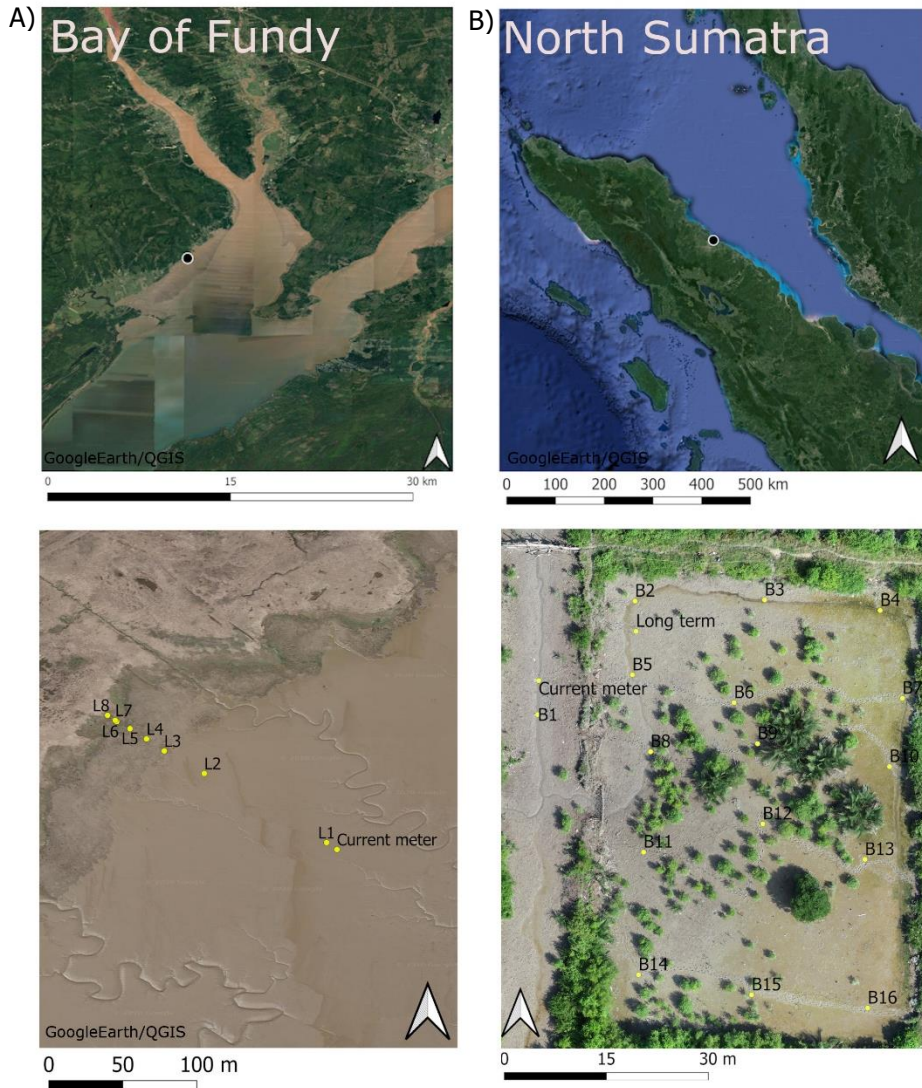 A)
Bay of Fundy
GoogleEarth/QGIS
15
0 30 km
B)
North Sumatra
GoogleEarth/QGIS
0 100 200 300 400 500 km
L8
L7
L6
L5
L4
L3
L2
L1
Current meter
GoogleEarth/QGIS
0 50 100 m
B2
B3
B4
Long term
B5
Current meter
B6
B7
B1
B9
B8
B10
B12
B11
B13
B14
B15
B16
0 15 30 m